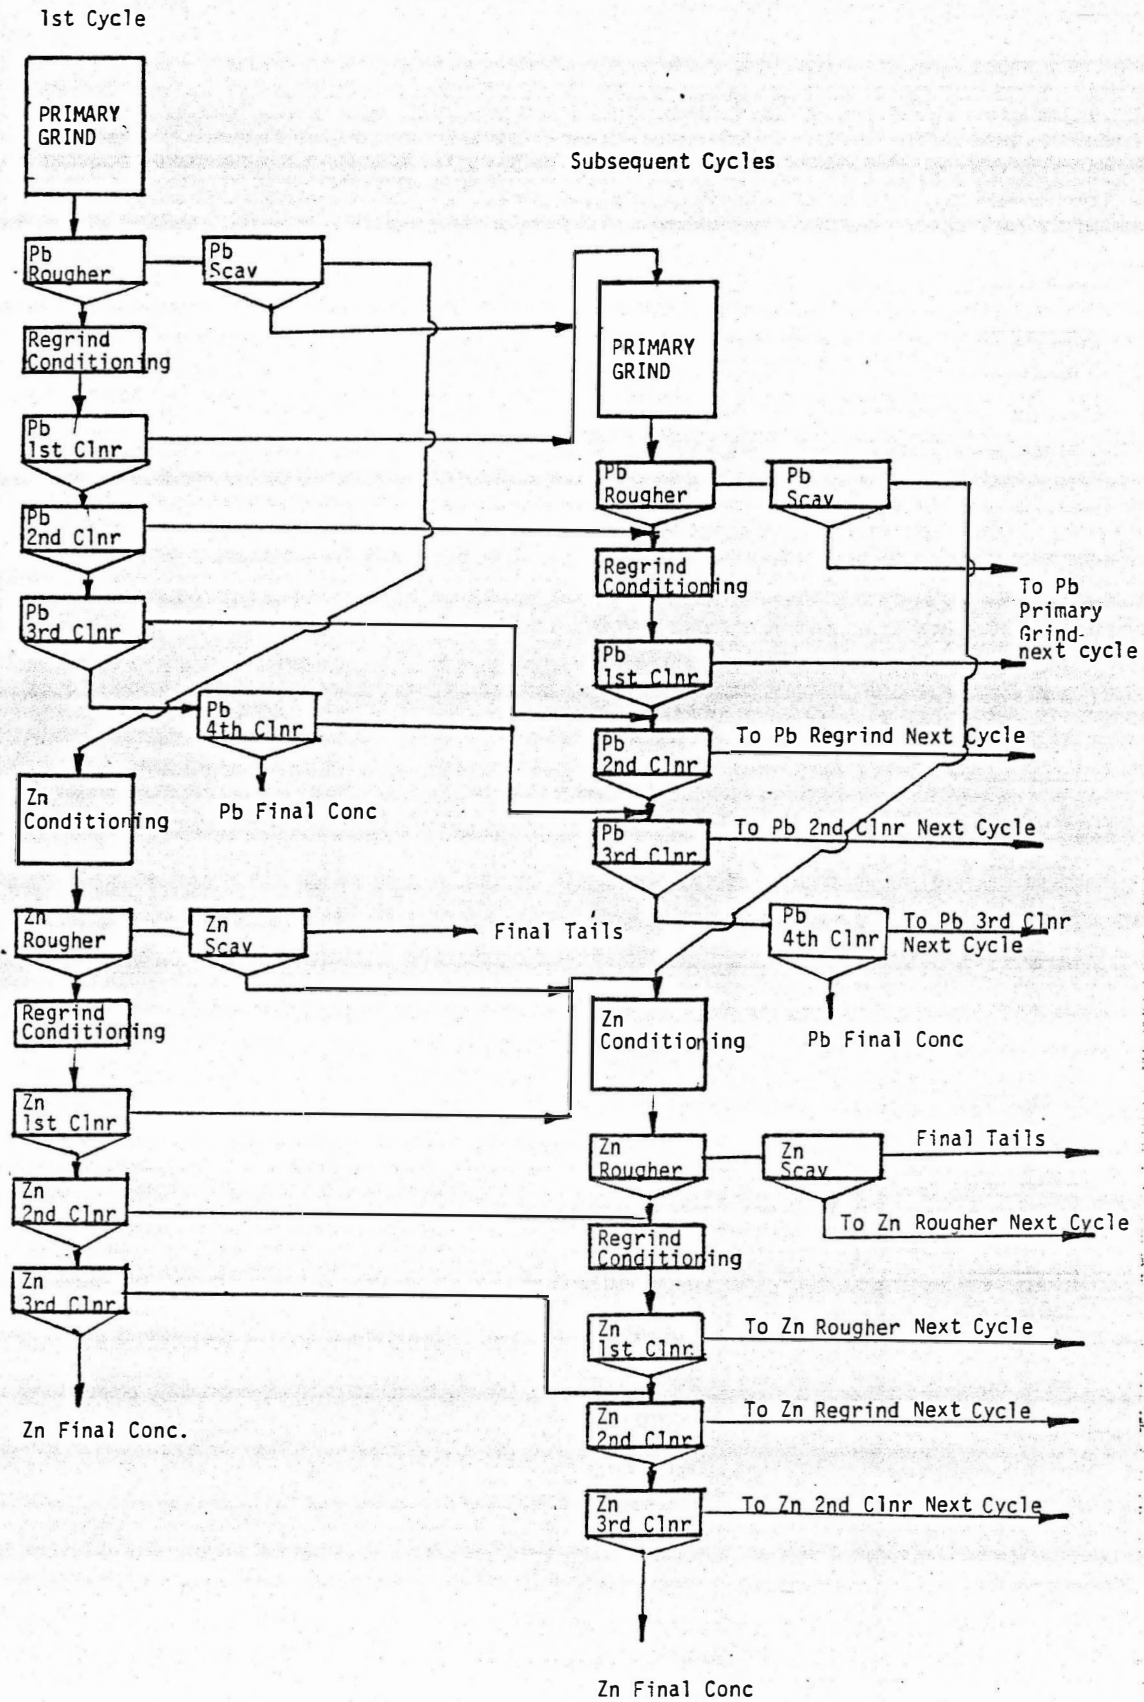 1st Cycle
PRIMARY
GRIND
Pb
Rougher
Pb
Scav
Regrind
Conditioning
Pb
1st Clnr
Pb
2nd Clnr
Pb
3rd Clnr
Pb
4th Clnr
Pb Final Conc
Zn
Conditioning
Zn
Rougher
Zn
Scav
Final Tails
Regrind
Conditioning
Zn
1st Clnr
Zn
2nd Clnr
Zn
3rd Clnr
Zn Final Conc.
Subsequent Cycles
PRIMARY
GRIND
Pb
Rougher
Pb
Scav
To Pb
Primary
Grind-
next cycle
Regrind
Conditioning
Pb
1st Clnr
Pb
2nd Clnr
To Pb Regrind Next Cycle
Pb
3rd Clnr
To Pb 2nd Clnr Next Cycle
Pb
4th Clnr
To Pb 3rd Clnr
Next Cycle
Pb Final Conc
Zn
Conditioning
Zn
Rougher
Zn
Scav
Final Tails
To Zn Rougher Next Cycle
Regrind
Conditioning
Zn
1st Clnr.
To Zn Rougher Next Cycle
Zn
2nd Clnr
To Zn Regrind Next Cycle
Zn
3rd Clnr
To Zn 2nd Clnr Next Cycle
Zn Final Conc